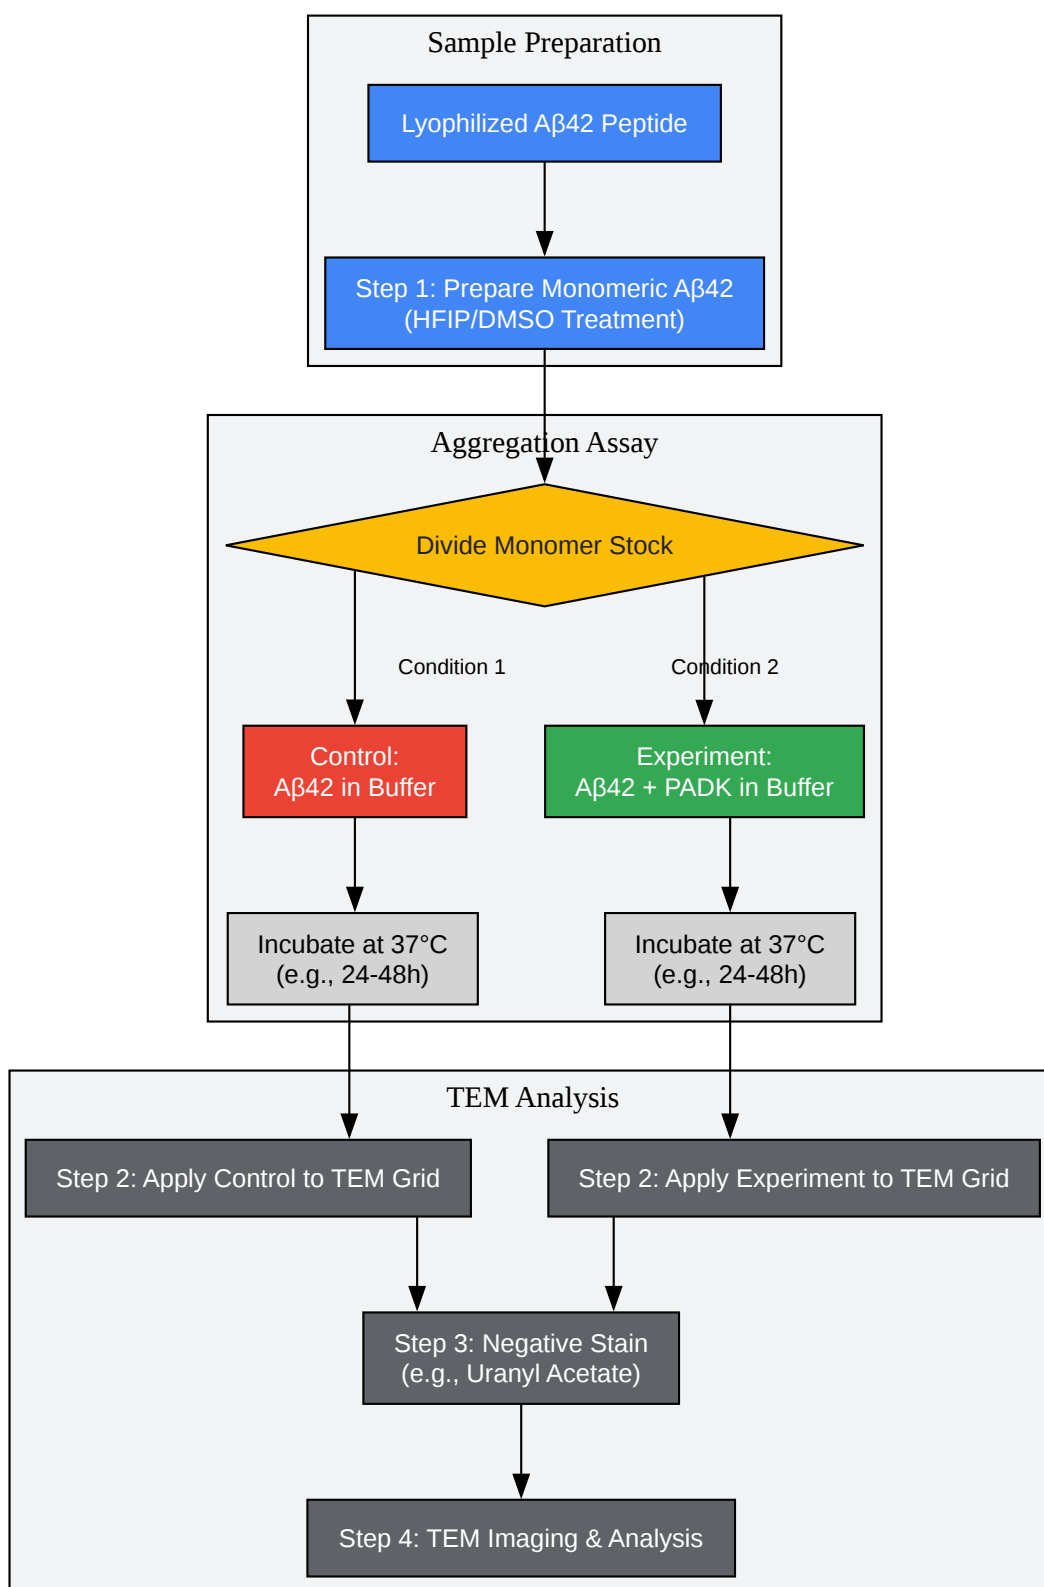 Sample Preparation
Lyophilized Aβ42 Peptide
Step 1: Prepare Monomeric Aβ42
(HFIP/DMSO Treatment)
Aggregation Assay
Divide Monomer Stock
Condition 1
Condition 2
Control:
Aβ42 in Buffer
Experiment:
Aβ42 + PADK in Buffer
Incubate at 37°C
(e.g., 24-48h)
Incubate at 37°C
(e.g., 24-48h)
TEM Analysis
Step 2: Apply Control to TEM Grid
Step 2: Apply Experiment to TEM Grid
Step 3: Negative Stain
(e.g., Uranyl Acetate)
Step 4: TEM Imaging & Analysis